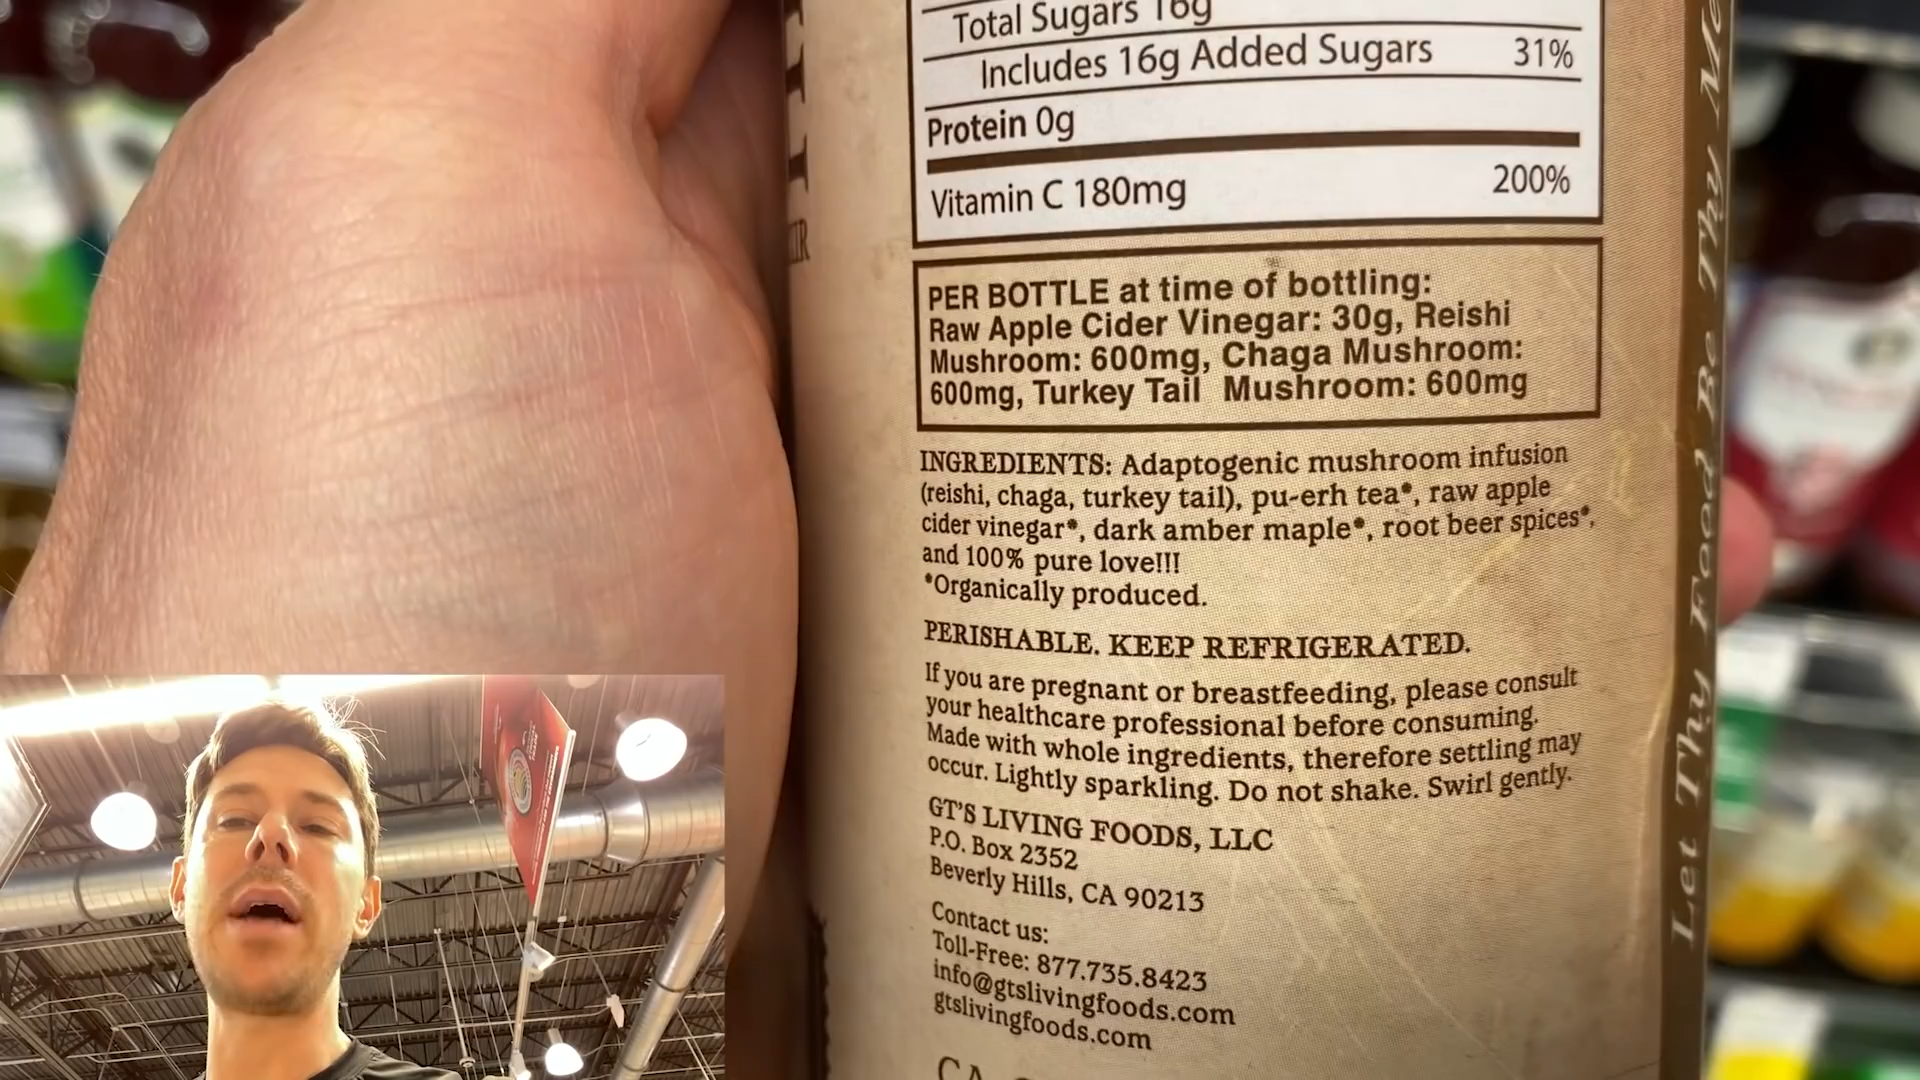 Total Sugars 16g
Includes 16g Added Sugars 31%
Protein 0g
Vitamin C 180mg 200%
PER BOTTLE at time of bottling:
Raw Apple Cider Vinegar: 30g, Reishi
Mushroom: 600mg, Chaga Mushroom:
600mg, Turkey Tail Mushroom: 600mg
INGREDIENTS: Adaptogenic mushroom infusion
(reishi, chaga, turkey tail), pu-erh tea*, raw apple
cider vinegar*, dark amber maple*, root beer spices*,
and 100% pure love!!!
*Organically produced.
PERISHABLE. KEEP REFRIGERATED.
If you are pregnant or breastfeeding, please consult
your healthcare professional before consuming.
Made with whole ingredients, therefore settling may
occur. Lightly sparkling. Do not shake. Swirl gently.
GT'S LIVING FOODS, LLC
P.O. Box 2352
Beverly Hills, CA 90213
Contact us:
Toll-Free: 877.735.8423
info@gtslivingfoods.com
gtslivingfoods.com
CA
Let Thy Food Be Thy Me